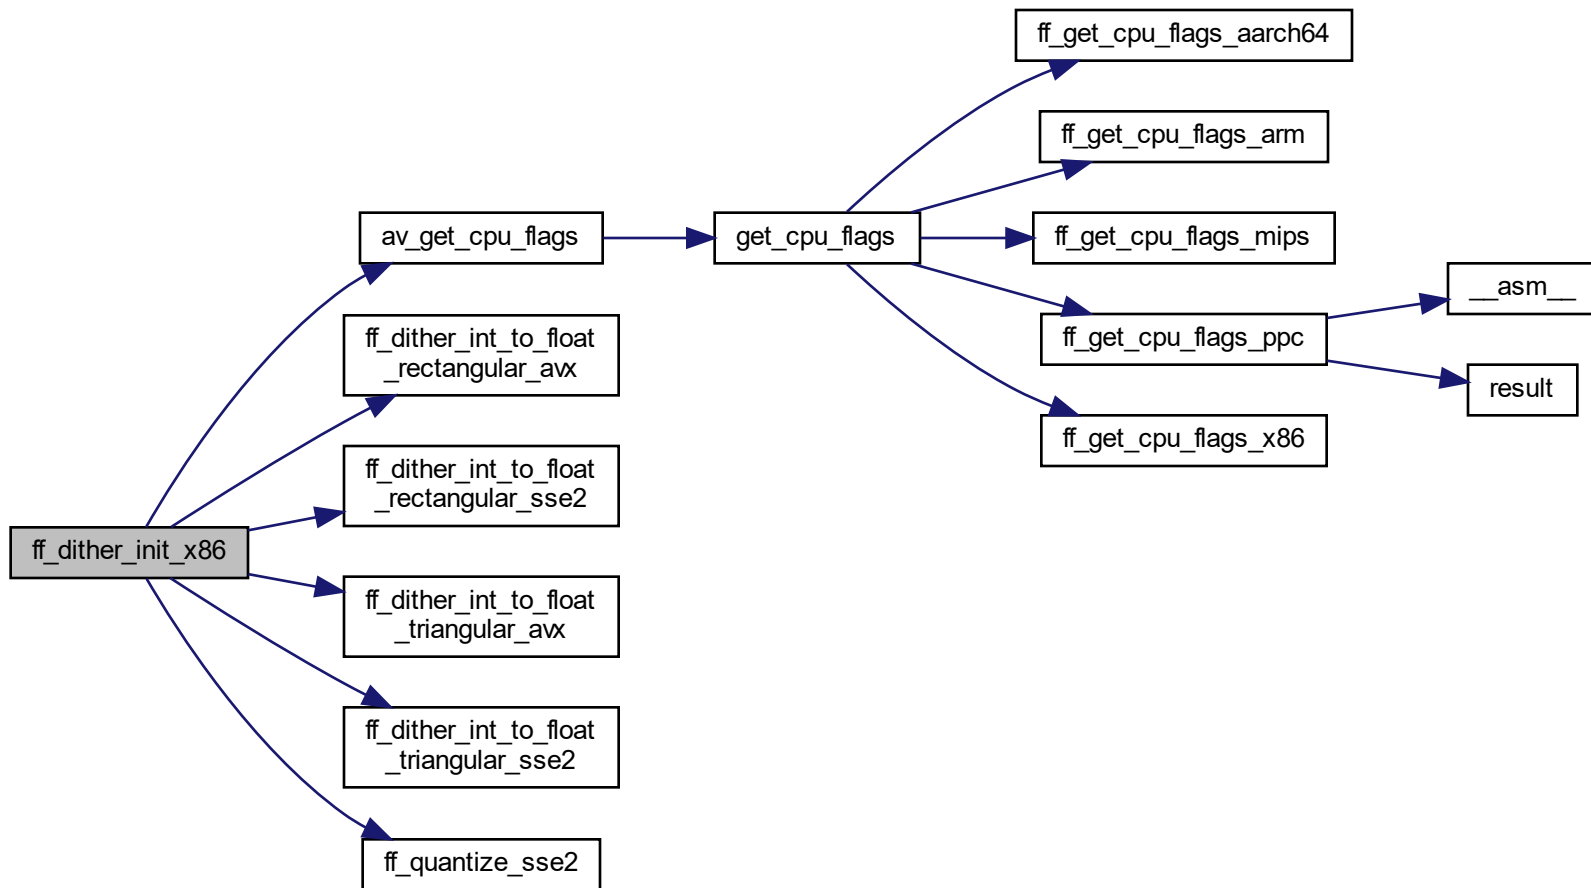 ff_get_cpu_flags_aarch64
ff_get_cpu_flags_arm
av_get_cpu_flags
get_cpu_flags
ff_get_cpu_flags_mips
__asm__
ff_dither_int_to_float
_rectangular_avx
ff_get_cpu_flags_ppc
result
ff_get_cpu_flags_x86
ff_dither_int_to_float
_rectangular_sse2
ff_dither_init_x86
ff_dither_int_to_float
_triangular_avx
ff_dither_int_to_float
_triangular_sse2
ff_quantize_sse2